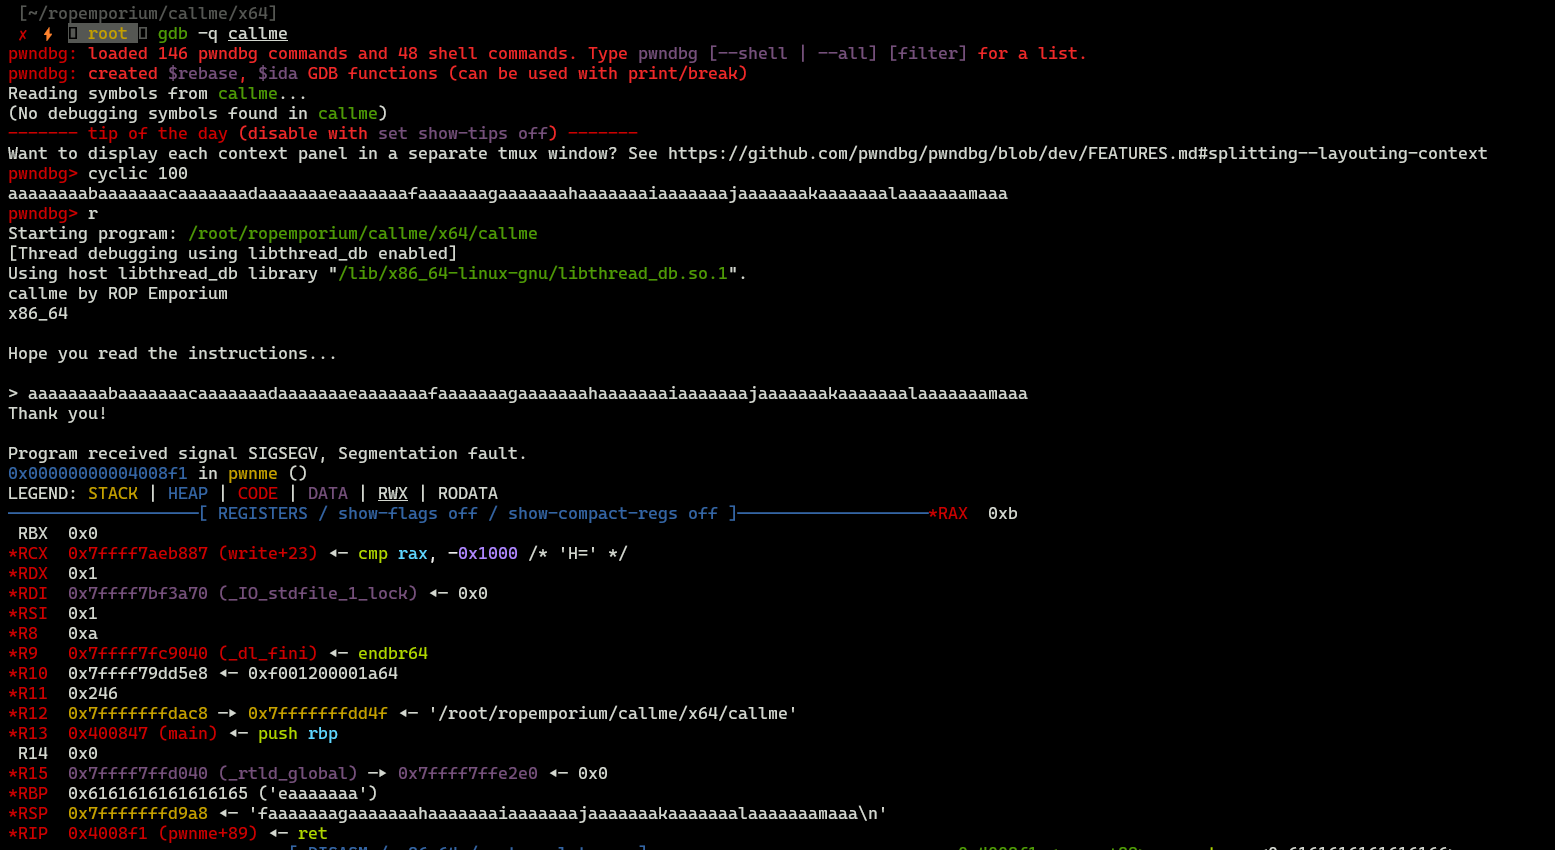 [~/ropemporium/callme/x64]
✗ ⚡ root gdb -q callme
pwndbg: loaded 146 pwndbg commands and 48 shell commands. Type pwndbg [--shell | --all] [filter] for a list.
pwndbg: created $rebase, $ida GDB functions (can be used with print/break)
Reading symbols from callme...
(No debugging symbols found in callme)
------- tip of the day (disable with set show-tips off) -------
Want to display each context panel in a separate tmux window? See https://github.com/pwndbg/pwndbg/blob/dev/FEATURES.md#splitting--layouting-context
pwndbg> cyclic 100
aaaaaaaabaaaaaaacaaaaaaadaaaaaaaeaaaaaaafaaaaaaagaaaaaaahaaaaaaaiaaaaaaajaaaaaaakaaaaaaalaaaaaaamaaa
pwndbg> r
Starting program: /root/ropemporium/callme/x64/callme
[Thread debugging using libthread_db enabled]
Using host libthread_db library "/lib/x86_64-linux-gnu/libthread_db.so.1".
callme by ROP Emporium
x86_64
Hope you read the instructions...
> aaaaaaaabaaaaaaacaaaaaaadaaaaaaaeaaaaaaafaaaaaaagaaaaaaahaaaaaaaiaaaaaaajaaaaaaakaaaaaaalaaaaaaamaaa
Thank you!
Program received signal SIGSEGV, Segmentation fault.
0x00000000004008f1 in pwnme ()
LEGEND: STACK | HEAP | CODE | DATA | RWX | RODATA
───────────────────[ REGISTERS / show-flags off / show-compact-regs off ]───────────────────*RAX  0xb
RBX  0x0
*RCX  0x7ffff7aeb887 (write+23) ◂— cmp rax, -0x1000 /* 'H=' */
*RDX  0x1
*RDI  0x7ffff7bf3a70 (_IO_stdfile_1_lock) ◂— 0x0
*RSI  0x1
*R8   0xa
*R9   0x7ffff7fc9040 (_dl_fini) ◂— endbr64
*R10  0x7ffff79dd5e8 ◂— 0xf001200001a64
*R11  0x246
*R12  0x7fffffffdac8 —▸ 0x7fffffffdd4f ◂— '/root/ropemporium/callme/x64/callme'
*R13  0x400847 (main) ◂— push rbp
R14  0x0
*R15  0x7ffff7ffd040 (_rtld_global) —▸ 0x7ffff7ffe2e0 ◂— 0x0
*RBP  0x6161616161616165 ('eaaaaaaa')
*RSP  0x7fffffffd9a8 ◂— 'faaaaaaagaaaaaaahaaaaaaaiaaaaaaajaaaaaaakaaaaaaalaaaaaaamaaa\n'
*RIP  0x4008f1 (pwnme+89) ◂— ret